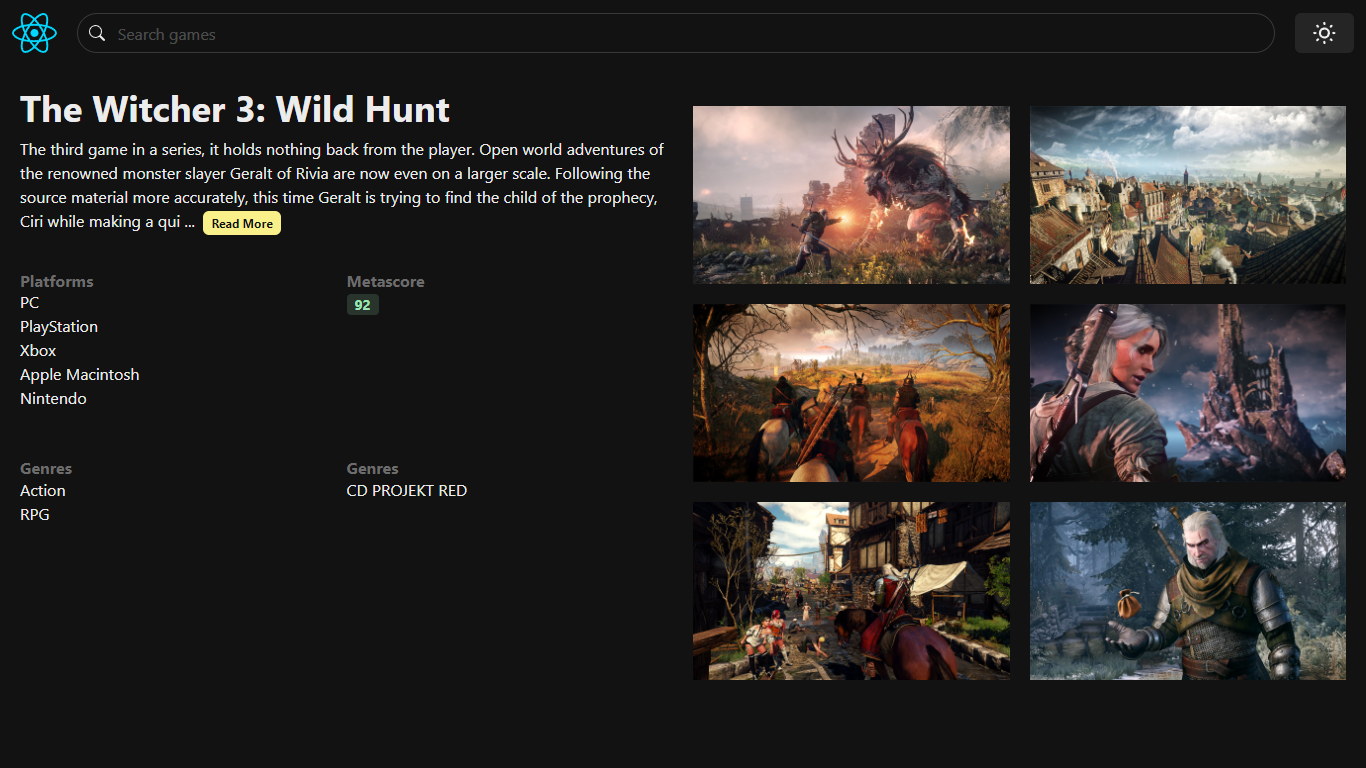 Search games
The Witcher 3: Wild Hunt
The third game in a series, it holds nothing back from the player. Open world adventures of
the renowned monster slayer Geralt of Rivia are now even on a larger scale. Following the
source material more accurately, this time Geralt is trying to find the child of the prophecy,
Ciri while making a qui ... Read More
Platforms
PC
PlayStation
Xbox
Apple Macintosh
Nintendo
Metascore
92
Genres
Action
RPG
Genres
CD PROJEKT RED